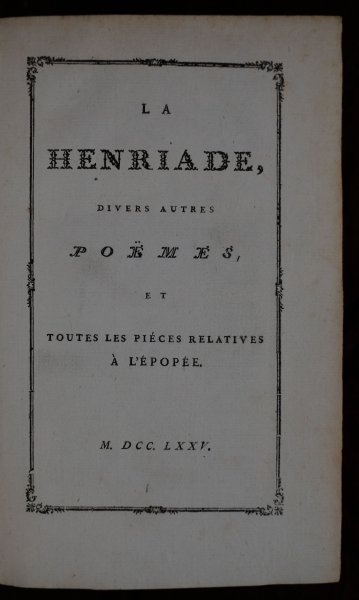 LA
HENRIADE,
DIVERS AUTRES
POËMES,
ET
TOUTES LES PIÉCES RELATIVES
À L'ÉPOPÉE.
M. DCC. LXXV.